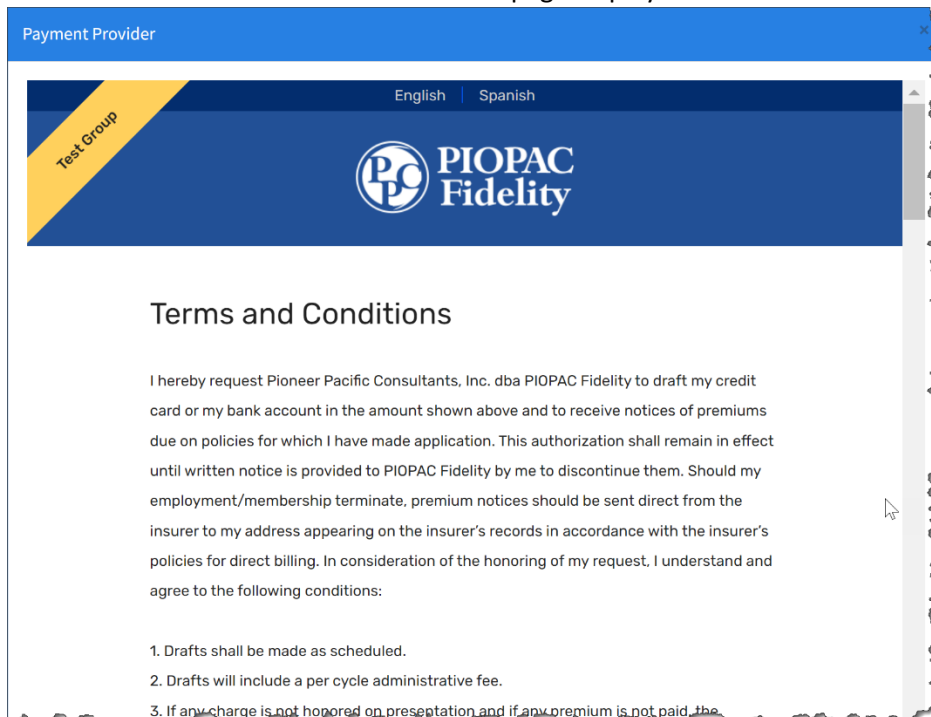 Payment Provider
Test Group
English | Spanish
PPC PIOPAC
Fidelity
Terms and Conditions
I hereby request Pioneer Pacific Consultants, Inc. dba PIOPAC Fidelity to draft my credit
card or my bank account in the amount shown above and to receive notices of premiums
due on policies for which I have made application. This authorization shall remain in effect
until written notice is provided to PIOPAC Fidelity by me to discontinue them. Should my
employment/membership terminate, premium notices should be sent direct from the
insurer to my address appearing on the insurer's records in accordance with the insurer's
policies for direct billing. In consideration of the honoring of my request, I understand and
agree to the following conditions:
1. Drafts shall be made as scheduled.
2. Drafts will include a per cycle administrative fee.
3. If any charge is not honored on presentation and if any premium is not paid, the